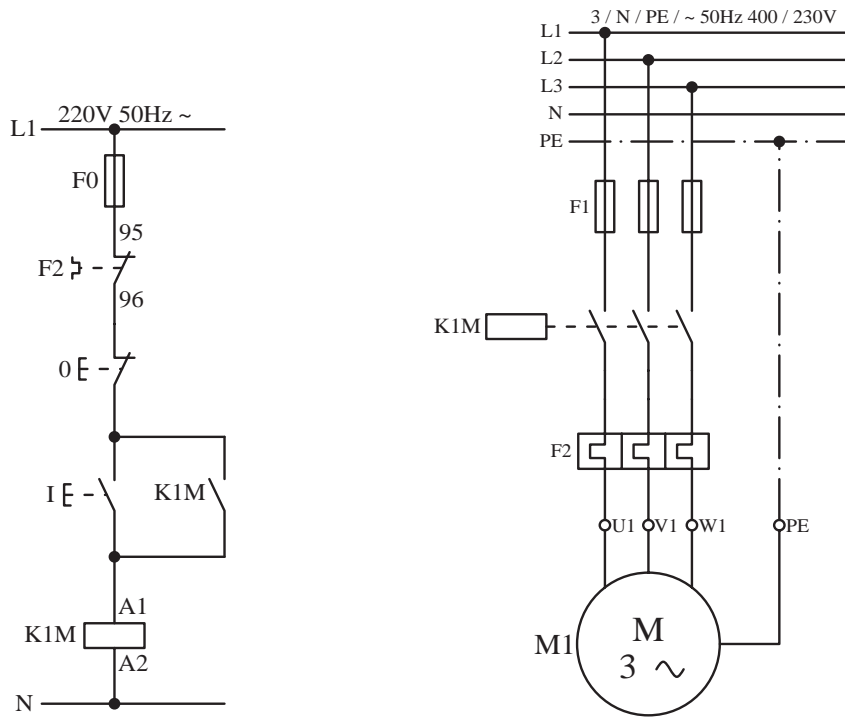 220V 50Hz ~
L1
F0
95
F2
96
0
I
K1M
A1
K1M
A2
N
3 / N / PE / ~ 50Hz 400 / 230V
L1
L2
L3
N
PE
F1
K1M
F2
U1 V1 W1 PE
M1
M
3 ~